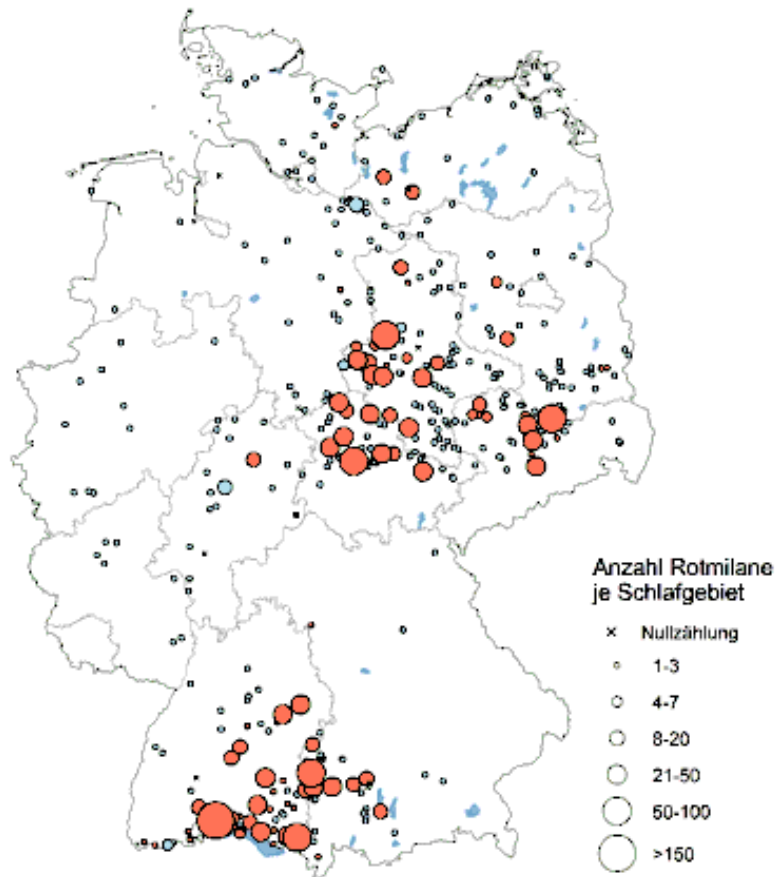 Anzahl Rotmilane
je Schlafgebiet
Nullzählung
1-3
4-7
8-20
21-50
50-100
>150